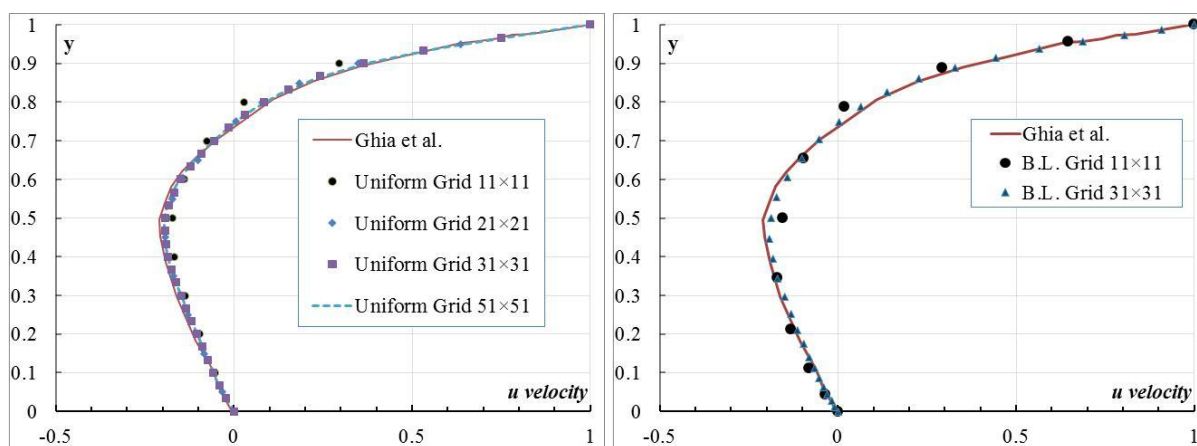 1
y
0.9
0.8
0.7
0.6
0.5
0.4
0.3
0.2
0.1
0
-0.5
0
0.5
1
u velocity
Ghia et al.
Uniform Grid 11×11
Uniform Grid 21×21
Uniform Grid 31×31
Uniform Grid 51×51
1
y
0.9
0.8
0.7
0.6
0.5
0.4
0.3
0.2
0.1
0
-0.5
0
0.5
1
u velocity
Ghia et al.
B.L. Grid 11×11
B.L. Grid 31×31